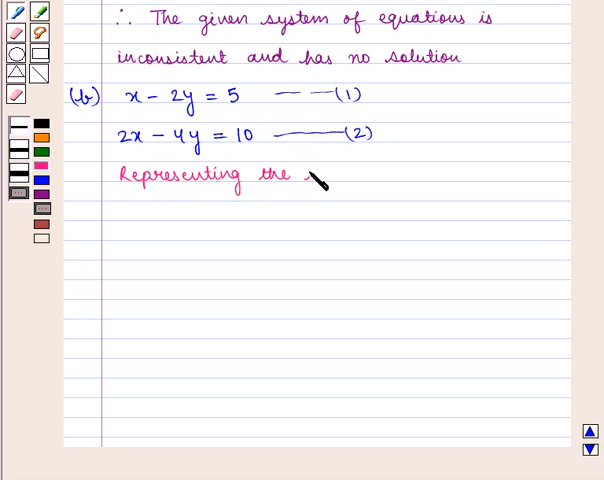 ∴ The given system of equations is
inconsistent and has no solution
(b) x - 2y = 5 —— —(1)
2x - 4y = 10 ———(2)
Representing the